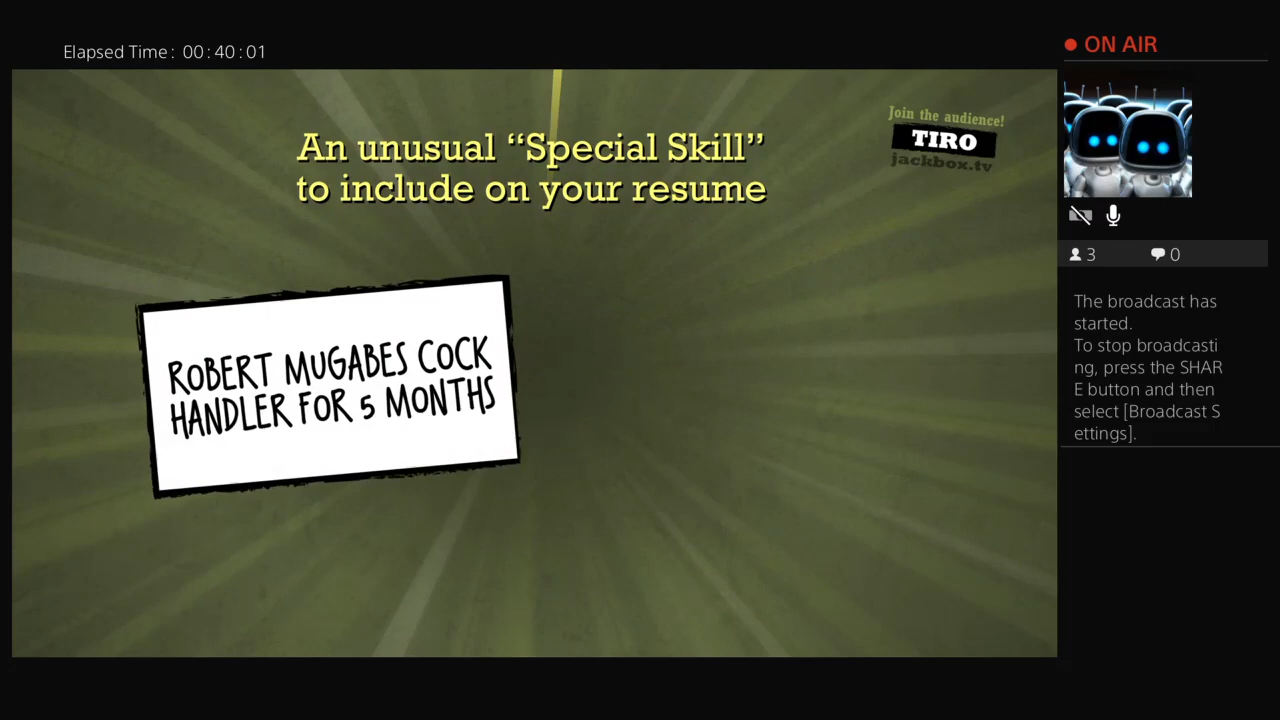 Elapsed Time: 00:40:01
ON AIR
An unusual “Special Skill”
to include on your resume
Join the audience!
TIRO
jackbox.tv
ROBERT MUGABES COCK
HANDLER FOR 5 MONTHS
3 0
The broadcast has
started.
To stop broadcasti
ng, press the SHAR
E button and then
select [Broadcast S
ettings].